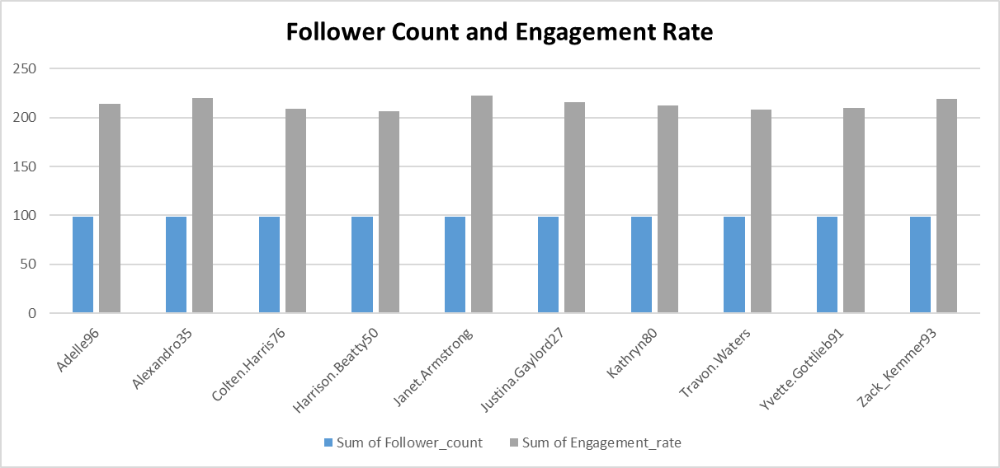 Follower Count and Engagement Rate
250
200
150
100
50
0
Adelle96
Alexandro35
Colten.Harris76
Harrison.Beatty50
Janet.Armstrong
Justina.Gaylord27
Kathryn80
Travon.Waters
Yvette.Gottlieb91
Zack_Kemmer93
Sum of Follower_count Sum of Engagement_rate